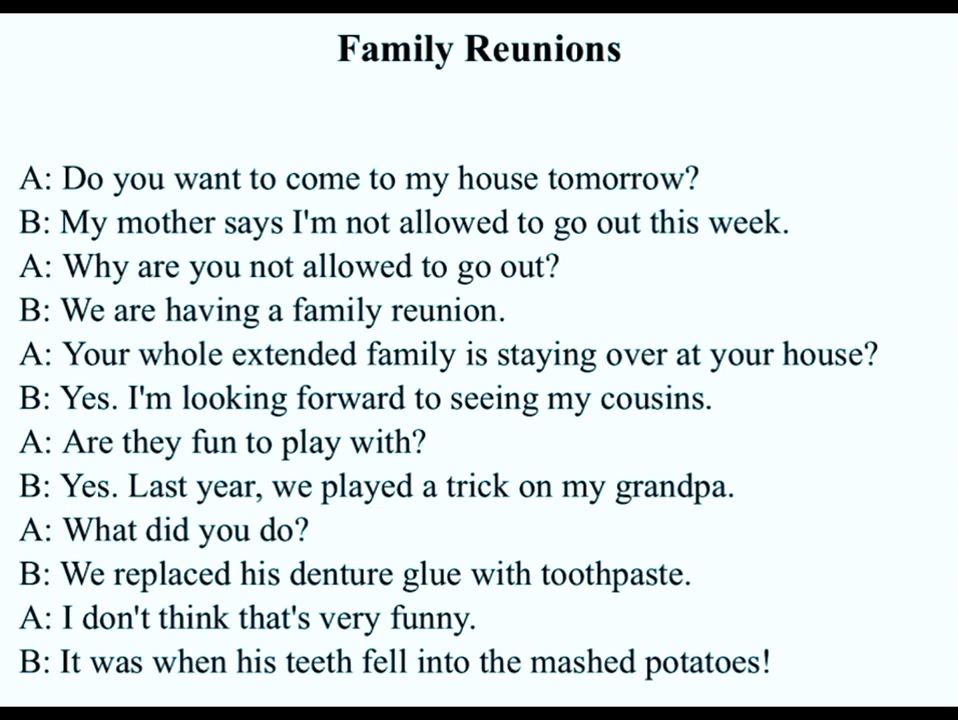 Family Reunions
A: Do you want to come to my house tomorrow?
B: My mother says I'm not allowed to go out this week.
A: Why are you not allowed to go out?
B: We are having a family reunion.
A: Your whole extended family is staying over at your house?
B: Yes. I'm looking forward to seeing my cousins.
A: Are they fun to play with?
B: Yes. Last year, we played a trick on my grandpa.
A: What did you do?
B: We replaced his denture glue with toothpaste.
A: I don't think that's very funny.
B: It was when his teeth fell into the mashed potatoes!